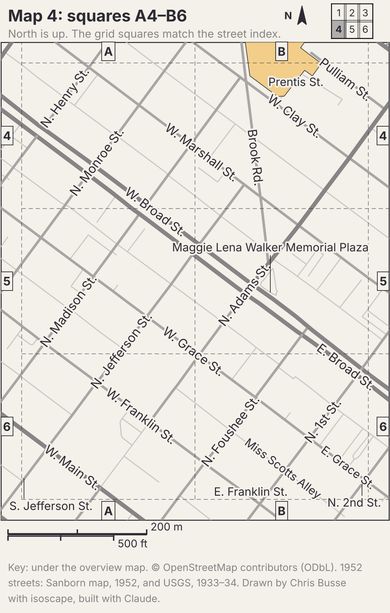 Map 4: squares A4–B6
North is up. The grid squares match the street index.
N
1 2 3
4 5 6
A
B
Pulliam St.
Prentis St.
N. Henry St.
W. Clay St.
4
4
W. Marshall St.
Brook Rd.
N. Monroe St.
W. Broad St.
Maggie Lena Walker Memorial Plaza
5
5
N. Adams St.
N. Madison St.
N. Jefferson St.
W. Grace St.
E. Broad St.
W. Franklin St.
N. Foushee St.
N. 1st St.
6
6
W. Main St.
Miss Scotts Alley
E. Grace St.
E. Franklin St.
S. Jefferson St.
N. 2nd St.
A
B
200 m
500 ft
Key: under the overview map. © OpenStreetMap contributors (ODbL). 1952
streets: Sanborn map, 1952, and USGS, 1933–34. Drawn by Chris Busse
with isoscape, built with Claude.